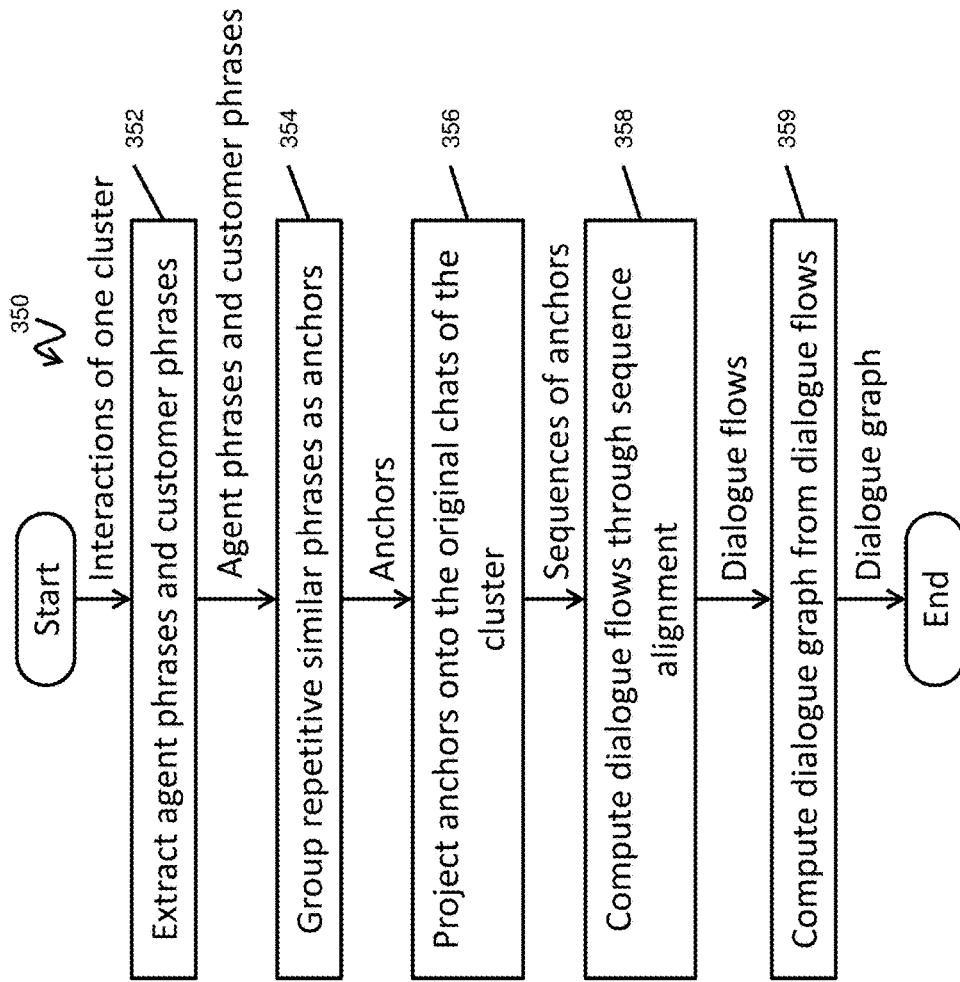 350
Start
Interactions of one cluster
352
Extract agent phrases and customer phrases
Agent phrases and customer phrases
354
Group repetitive similar phrases as anchors
Anchors
356
Project anchors onto the original chats of the
cluster
Sequences of anchors
358
Compute dialogue flows through sequence
alignment
Dialogue flows
359
Compute dialogue graph from dialogue flows
Dialogue graph
End